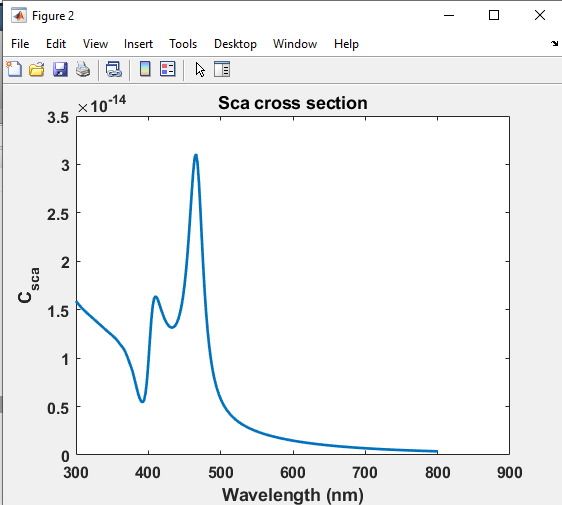 Figure 2
File Edit View Insert Tools Desktop Window Help
×10-14
Sca cross section
3.5
3
2.5
2
1.5
1
0.5
0
Csca
300 400 500 600 700 800 900
Wavelength (nm)